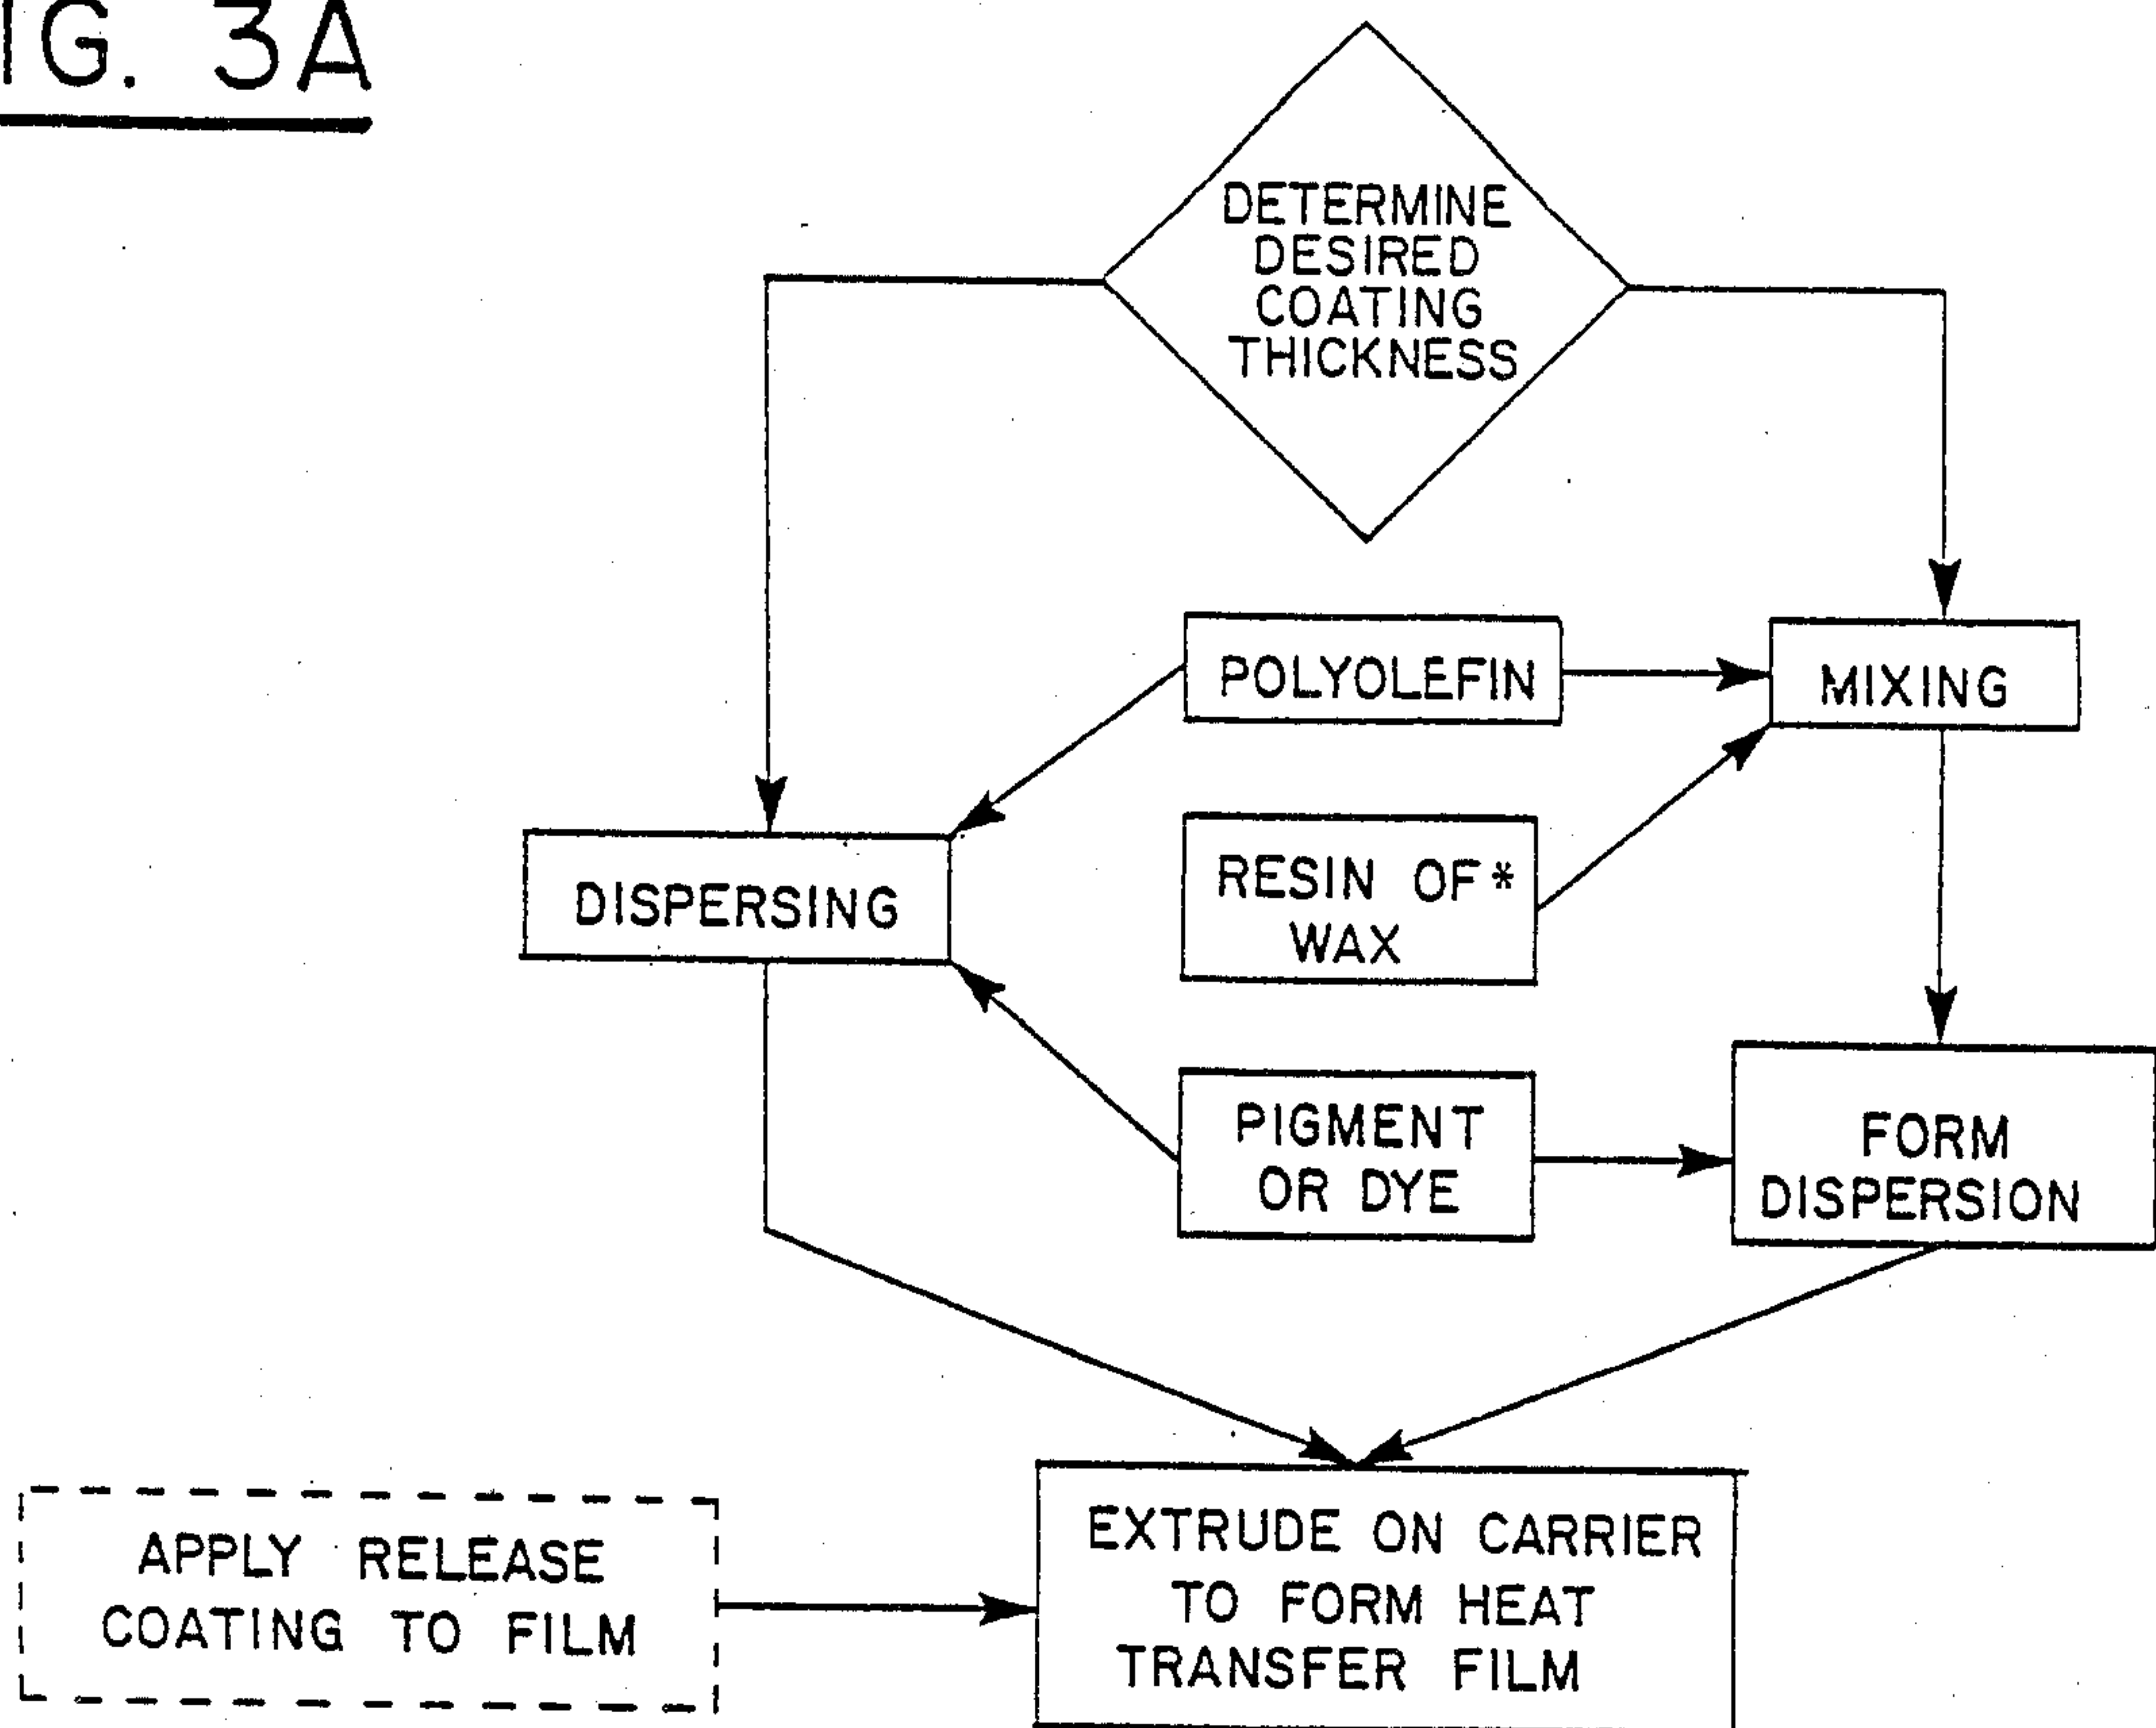 IG. 3A
DETERMINE
DESIRED
COATING
THICKNESS
POLYOLEFIN
MIXING
RESIN OF*
WAX
DISPERSING
PIGMENT
OR DYE
FORM
DISPERSION
APPLY RELEASE
COATING TO FILM
EXTRUDE ON CARRIER
TO FORM HEAT
TRANSFER FILM